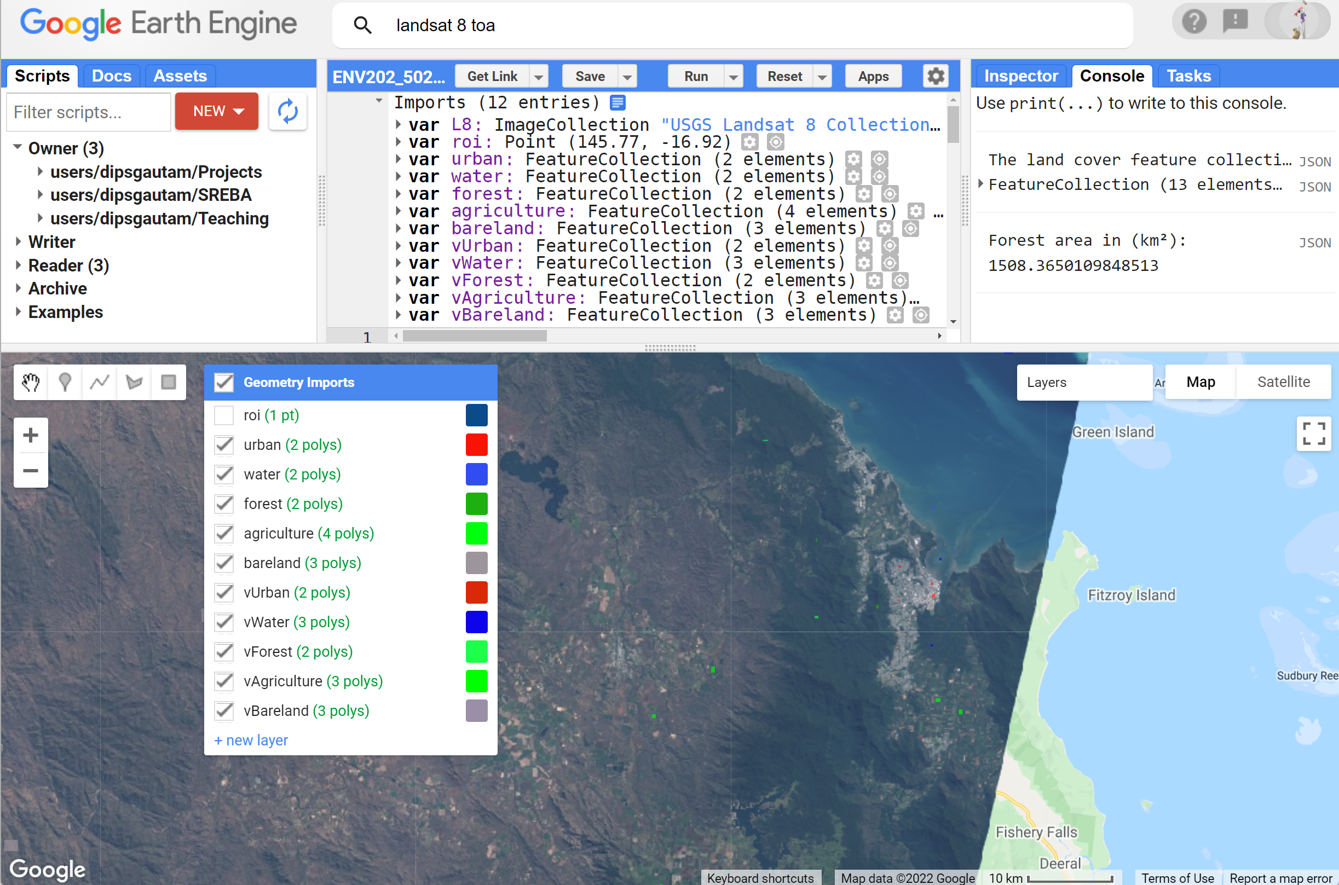 Google Earth Engine
landsat 8 toa
Scripts Docs Assets
Filter scripts... NEW
Owner (3)
users/dipsgautam/Projects
users/dipsgautam/SREBA
users/dipsgautam/Teaching
Writer
Reader (3)
Archive
Examples
ENV202_502... Get Link Save Run Reset Apps
Imports (12 entries)
var L8: ImageCollection "USGS Landsat 8 Collection…
var roi: Point (145.77, -16.92)
var urban: FeatureCollection (2 elements)
var water: FeatureCollection (2 elements)
var forest: FeatureCollection (2 elements)
var agriculture: FeatureCollection (4 elements) …
var bareland: FeatureCollection (3 elements)
var vUrban: FeatureCollection (2 elements)
var vWater: FeatureCollection (3 elements)
var vForest: FeatureCollection (2 elements)
var vAgriculture: FeatureCollection (3 elements)…
var vBareland: FeatureCollection (3 elements)
1
Inspector Console Tasks
Use print(...) to write to this console.
The land cover feature collecti… JSON
FeatureCollection (13 elements… JSON
Forest area in (km²): JSON
1508.3650109848513
Geometry Imports
roi (1 pt)
urban (2 polys)
water (2 polys)
forest (2 polys)
agriculture (4 polys)
bareland (3 polys)
vUrban (2 polys)
vWater (3 polys)
vForest (2 polys)
vAgriculture (3 polys)
vBareland (3 polys)
+ new layer
Layers Ar Map Satellite
Green Island
Fitzroy Island
Sudbury Ree
Fishery Falls
Deeral
Google
Keyboard shortcuts Map data ©2022 Google 10 km Terms of Use Report a map error